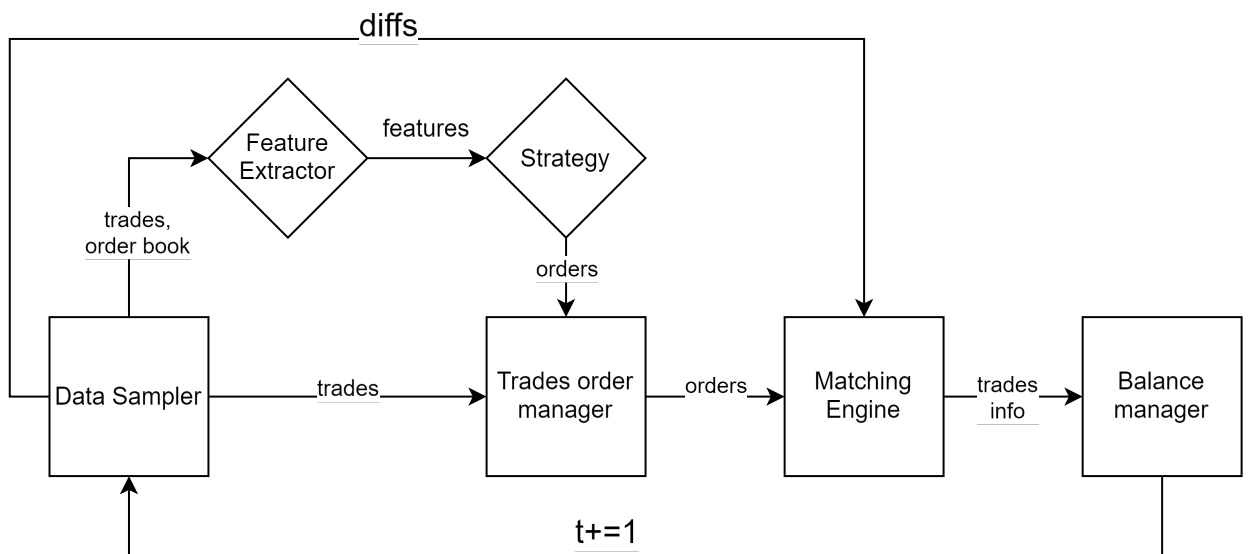 diffs
Feature
Extractor
features
Strategy
trades,
order book
orders
Data Sampler
trades
Trades order
manager
orders
Matching
Engine
trades
info
Balance
manager
t+=1